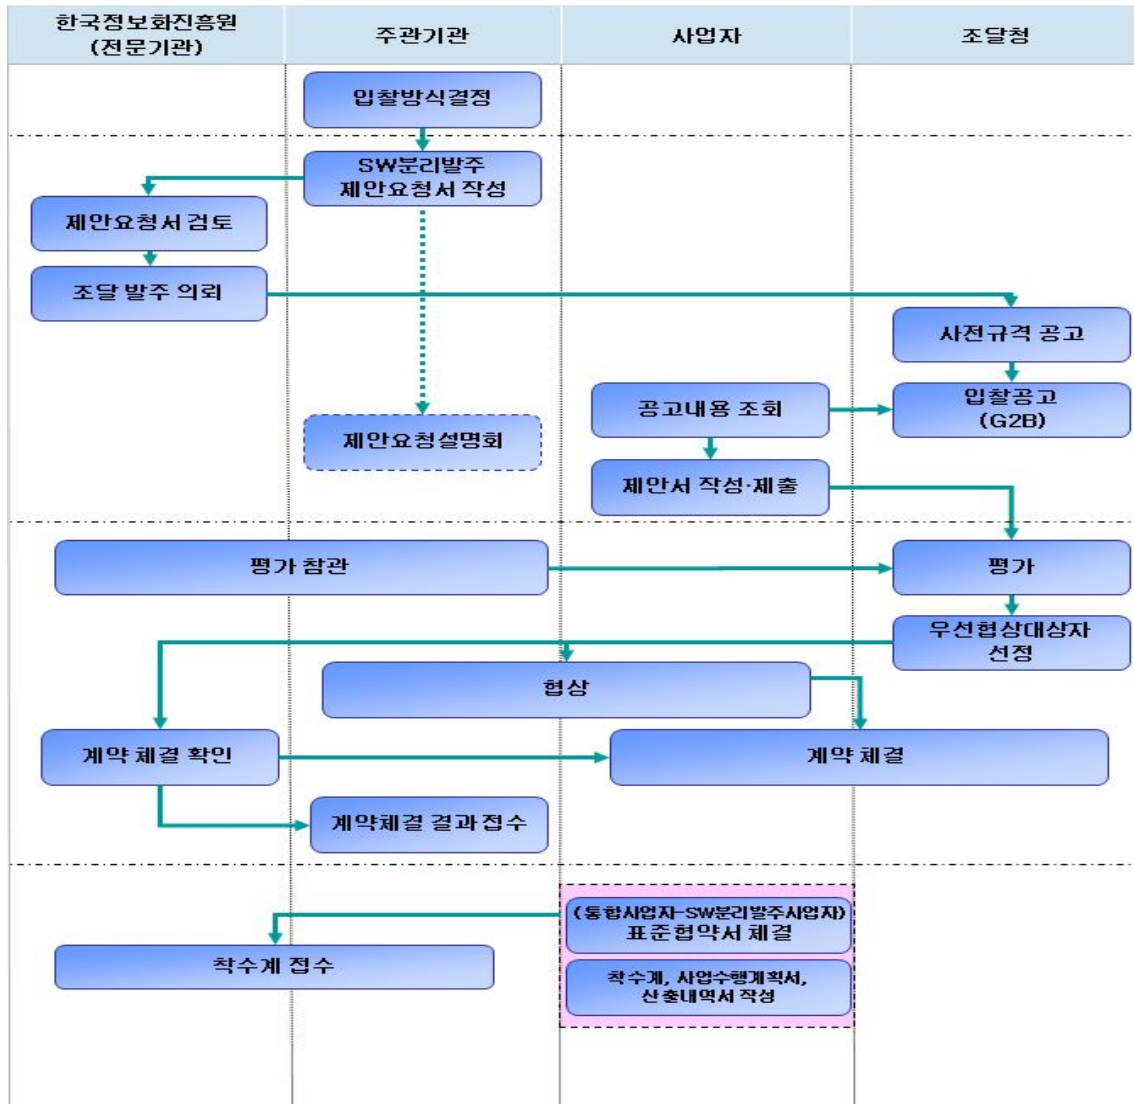 한국정보화진흥원
(전문기관)
주관기관
사업자
조달청
입찰방식결정
SW분리발주
제안요청서 작성
제안요청서 검토
조달 발주 의뢰
사전규격 공고
공고내용 조회
입찰공고
(G2B)
제안요청설명회
제안서 작성·제출
평가 참관
평가
우선협상대상자
선정
협상
계약 체결 확인
계약 체결
계약체결 결과 접수
(통합사업자-SW분리발주사업자)
표준협약서 체결
착수계 접수
착수계, 사업수행계획서,
산출내역서 작성